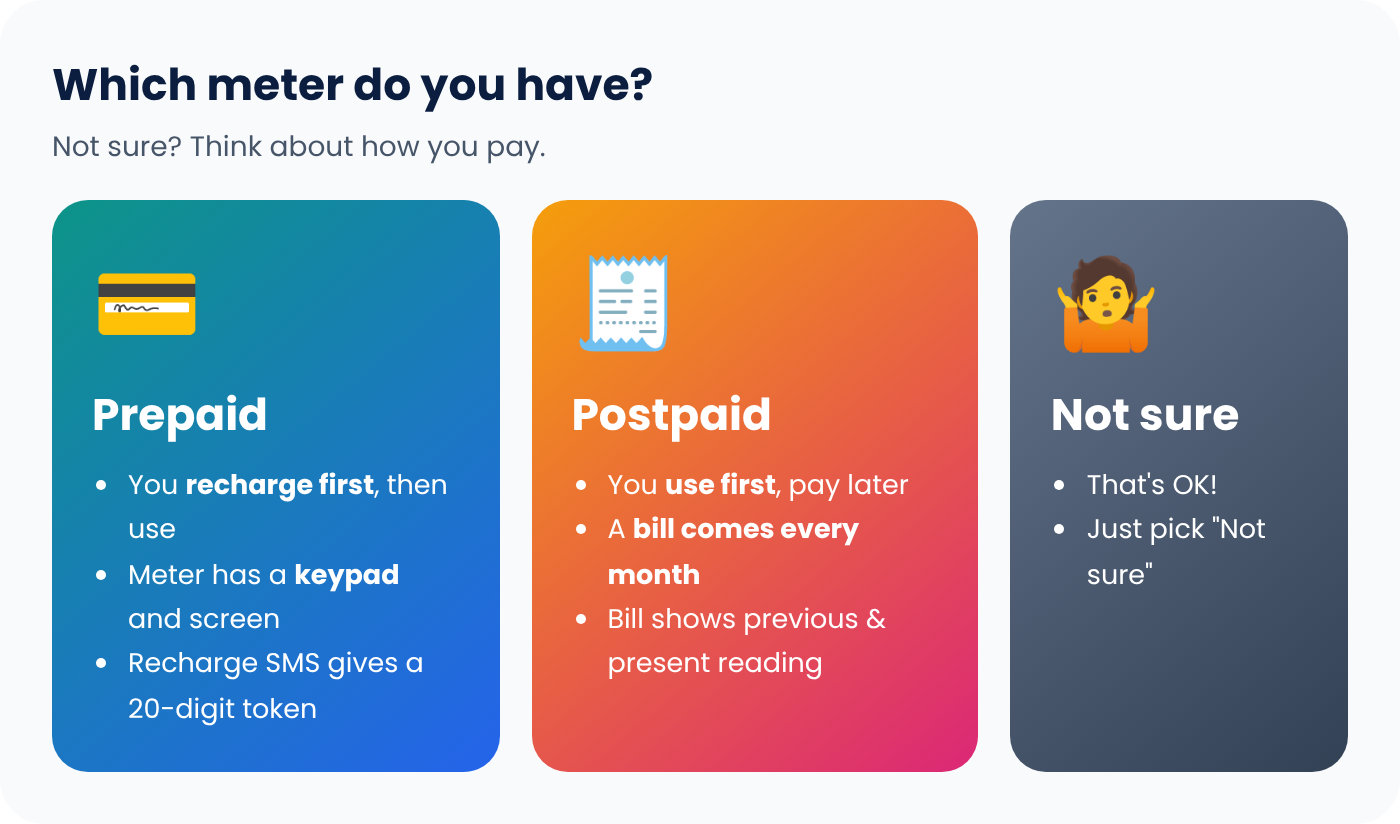 Which meter do you have?
Not sure? Think about how you pay.
Prepaid
You recharge first, then
use
Meter has a keypad
and screen
Recharge SMS gives a
20-digit token
Postpaid
You use first, pay later
A bill comes every
month
Bill shows previous &
present reading
Not sure
That's OK!
Just pick "Not
sure"